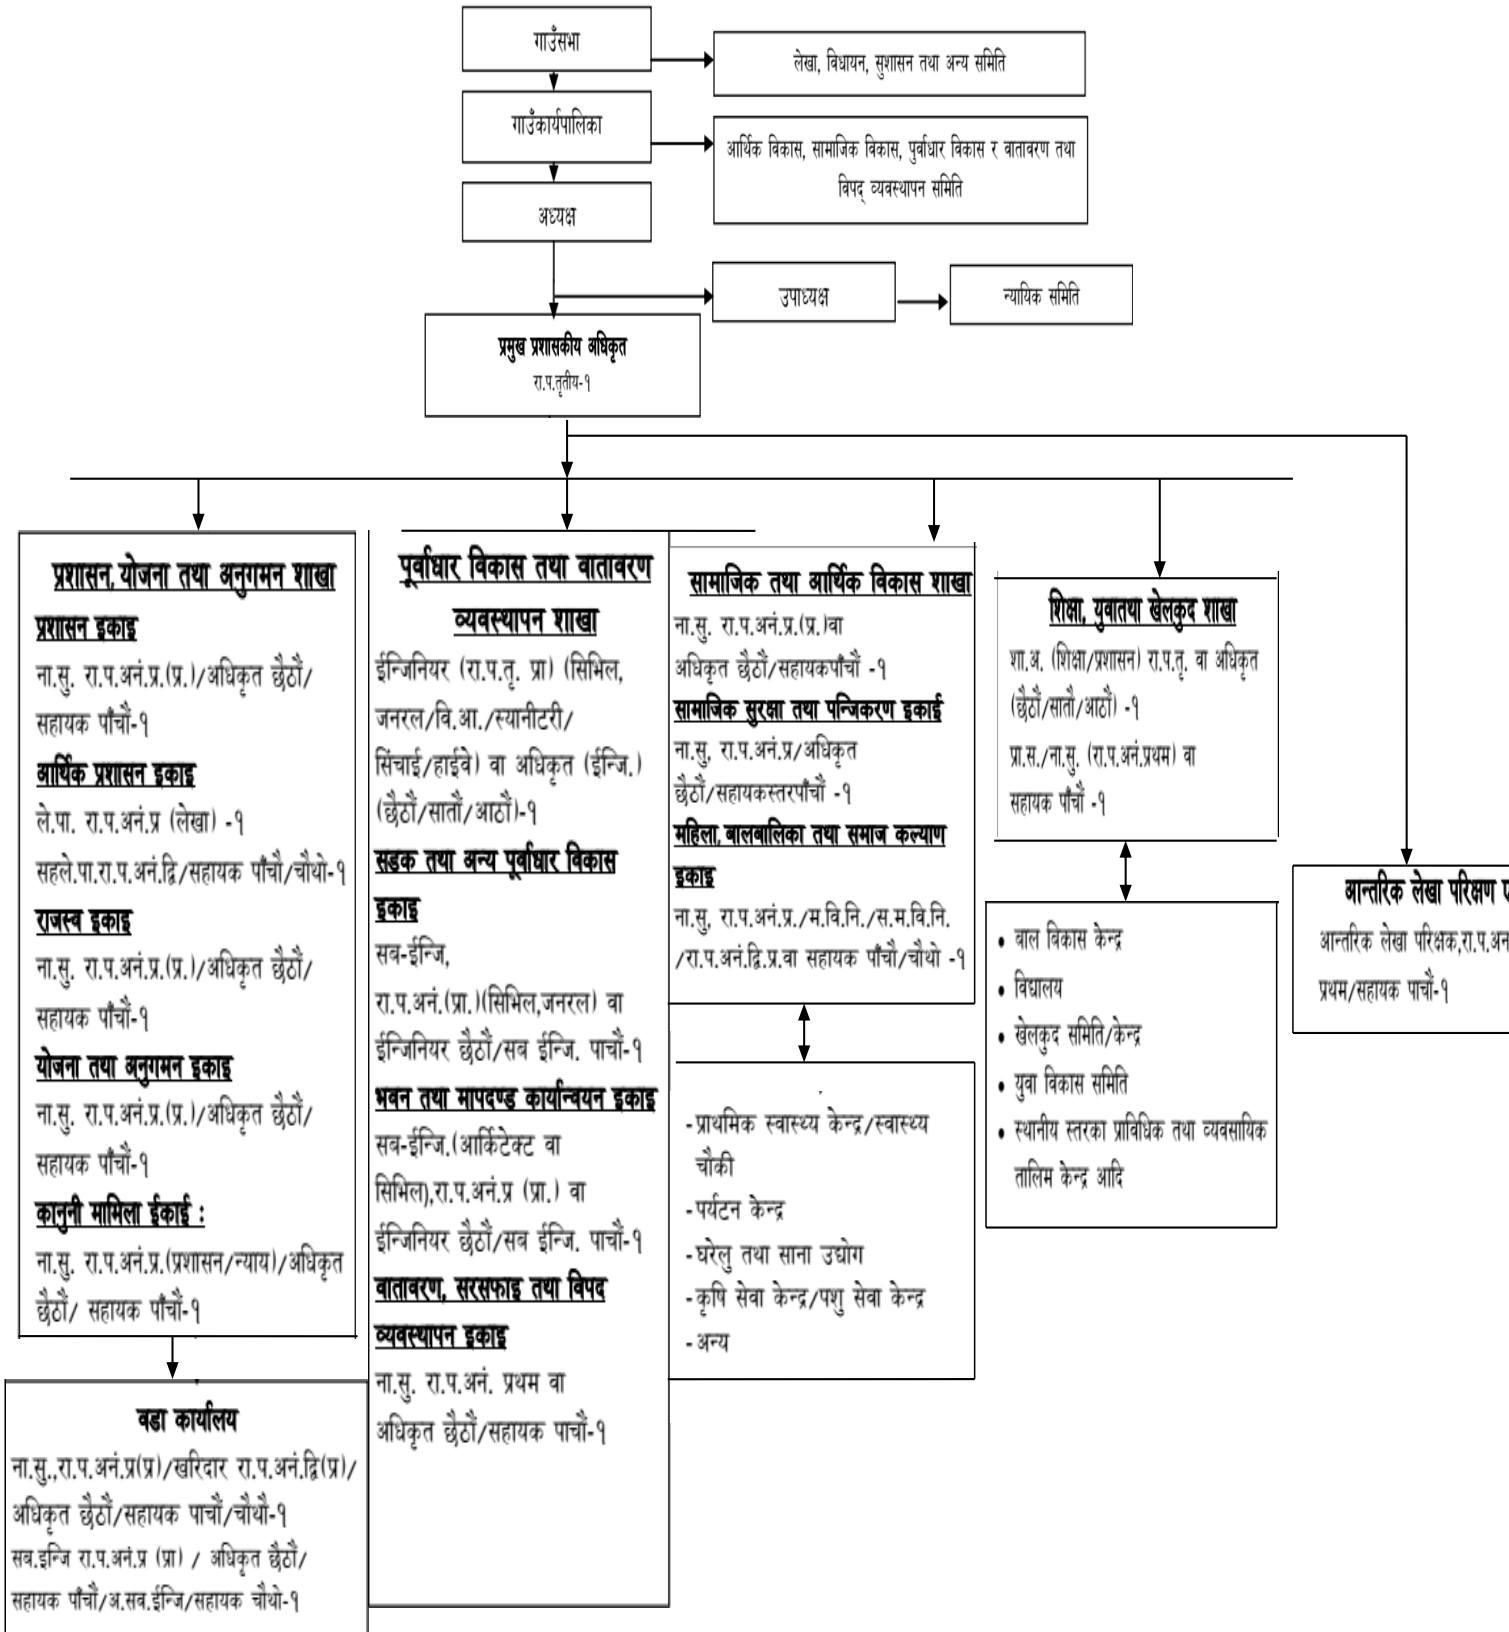 गाउँसभा
लेखा, विधायन, सुशासन तथा अन्य समिति
गाउँकार्यपालिका
आर्थिक विकास, सामाजिक विकास, पुर्वाधार विकास र वातावरण तथा
विपद् व्यवस्थापन समिति
अध्यक्ष
उपाध्यक्ष
न्यायिक समिति
प्रमुख प्रशासकीय अधिकृत
रा.प.तृतीय-१
प्रशासन, योजना तथा अनुगमन शाखा
प्रशासन इकाइ
ना.सु. रा.प.अनं.प्र.(प्र.)/अधिकृत छैठौं/
सहायक पाँचौं-१
आर्थिक प्रशासन इकाइ
ले.पा. रा.प.अनं.प्र (लेखा) -१
सहले.पा.रा.प.अनं.द्वि/सहायक पाँचौ/चौथो-१
राजस्व इकाइ
ना.सु. रा.प.अनं.प्र.(प्र.)/अधिकृत छैठौं/
सहायक पाँचौं-१
योजना तथा अनुगमन इकाइ
ना.सु. रा.प.अनं.प्र.(प्र.)/अधिकृत छैठौं/
सहायक पाँचौं-१
कानुनी मामिला ईकाई :
ना.सु. रा.प.अनं.प्र.(प्रशासन/न्याय)/अधिकृत
छैठौं/ सहायक पाँचौं-१
वडा कार्यालय
ना.सु.,रा.प.अनं.प्र(प्र)/खरिदार रा.प.अनं.द्वि(प्र)/
अधिकृत छैठौं/सहायक पाचौं/चौथौ-१
सब.इन्जि रा.प.अनं.प्र (प्रा) / अधिकृत छैठौं/
सहायक पाँचौं/अ.सव.ईन्जि/सहायक चौथो-१
पूर्वाधार विकास तथा वातावरण
व्यवस्थापन शाखा
ईन्जिनियर (रा.प.तृ. प्रा) (सिभिल,
जनरल/वि.आ./स्यानीटरी/
सिंचाई/हाईवे) वा अधिकृत (ईन्जि.)
(छैठौं/सातौं/आठौं)-१
सडक तथा अन्य पूर्वाधार विकास
इकाइ
सब-ईन्जि,
रा.प.अनं.(प्रा.)(सिभिल,जनरल) वा
ईन्जिनियर छैठौं/सब ईन्जि. पाचौं-१
भवन तथा मापदण्ड कार्यान्वयन इकाइ
सब-ईन्जि.(आर्किटेक्ट वा
सिभिल),रा.प.अनं.प्र (प्रा.) वा
ईन्जिनियर छैठौं/सब ईन्जि. पाचौं-१
वातावरण, सरसफाइ तथा विपद
व्यवस्थापन इकाइ
ना.सु. रा.प.अनं. प्रथम वा
अधिकृत छैठौं/सहायक पाचौं-१
सामाजिक तथा आर्थिक विकास शाखा
ना.सु. रा.प.अनं.प्र.(प्र.)वा
अधिकृत छैठौं/सहायकपाँचौं -१
सामाजिक सुरक्षा तथा पन्जिकरण इकाई
ना.सु, रा.प.अनं.प्र/अधिकृत
छैठौं/सहायकस्तरपाँचौं -१
महिला, बालबालिका तथा समाज कल्याण
इकाइ
ना.सु, रा.प.अनं.प्र./म.वि.नि./स.म.वि.नि.
/रा.प.अनं.द्वि.प्र.वा सहायक पाँचौ/चौथो -१
-प्राथमिक स्वास्थ्य केन्द्र/स्वास्थ्य
चौकी
-पर्यटन केन्द्र
-घरेलु तथा साना उद्योग
-कृषि सेवा केन्द्र/पशु सेवा केन्द्र
-अन्य
शिक्षा, युवातथा खेलकुद शाखा
शा.अ. (शिक्षा/प्रशासन) रा.प.तृ. वा अधिकृत
(छैठौं/सातौं/आठौं) -१
प्रा.स./ना.सु. (रा.प.अनं.प्रथम) वा
सहायक पाँचौं -१
• बाल बिकास केन्द्र
• विद्यालय
• खेलकुद समिति/केन्द्र
• युवा विकास समिति
• स्थानीय स्तरका प्राविधिक तथा व्यवसायिक
तालिम केन्द्र आदि
आन्तरिक लेखा परिक्षण
आन्तरिक लेखा परिक्षक,रा.प.अन
प्रथम/सहायक पाचौं-१